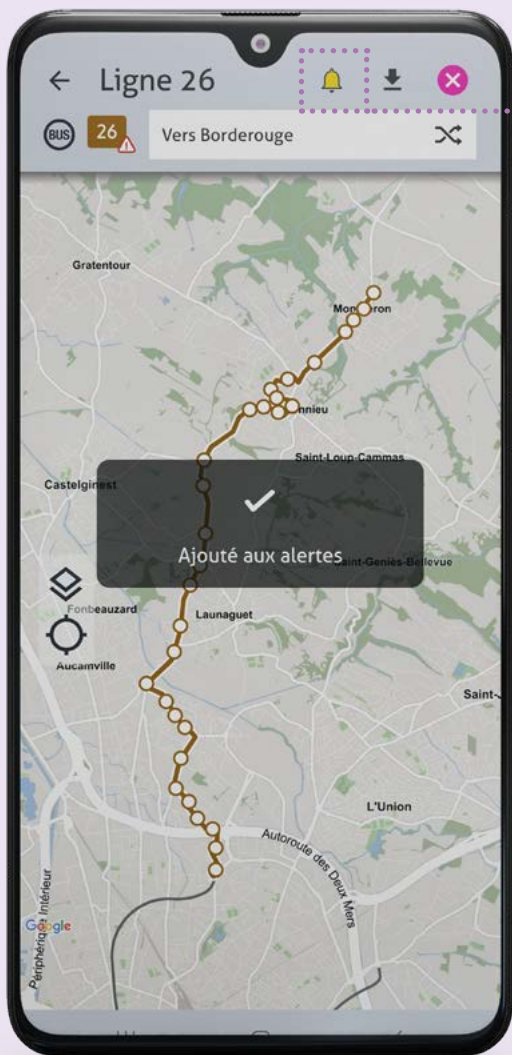 Ligne 26
BUS 26 Vers Borderouge
Gratentour
Saint-Loup-Cammas
Castelginest
Ajouté aux alertes
Saint-Geniès-Bellevue
Fonbeauzard
Launaguet
Aucamville
Saint-
L'Union
Autoroute des Deux Mers
Périphérique Intérieur
Google